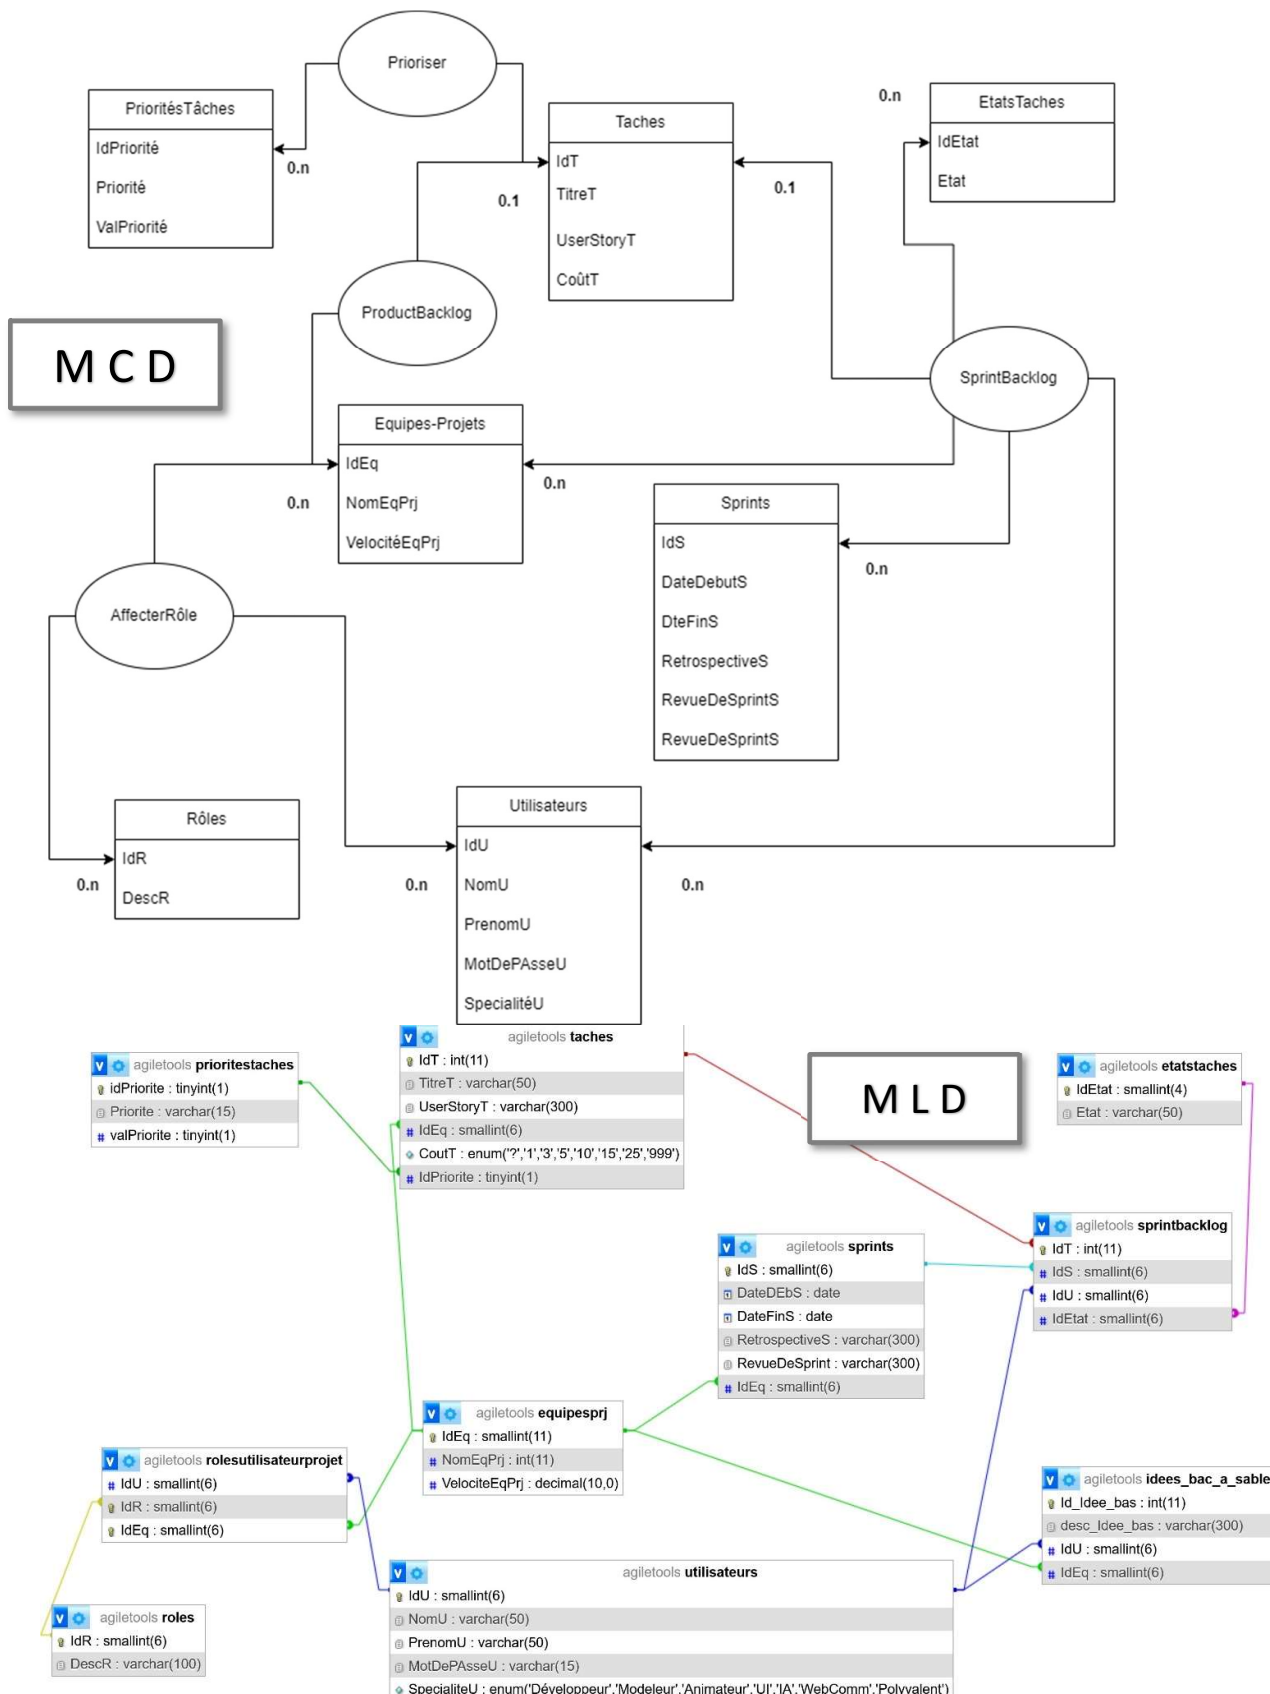 Prioriser
PrioritésTâches
IdPriorité
Priorité
ValPriorité
0.n
Taches
IdT
TitreT
UserStoryT
CoûtT
0.1
0.1
0.n
EtatsTaches
IdEtat
Etat
ProductBacklog
M C D
SprintBacklog
Equipes-Projets
IdEq
NomEqPrj
VelocitéEqPrj
0.n
0.n
Sprints
IdS
DateDebutS
DteFinS
RetrospectiveS
RevueDeSprintS
RevueDeSprintS
0.n
AffecterRôle
Rôles
IdR
DescR
0.n
Utilisateurs
IdU
NomU
PrenomU
MotDePAsseU
SpecialitéU
0.n
0.n
agiletools prioritestaches
idPriorite : tinyint(1)
Priorite : varchar(15)
valPriorite : tinyint(1)
agiletools taches
IdT : int(11)
TitreT : varchar(50)
UserStoryT : varchar(300)
IdEq : smallint(6)
CoutT : enum('?','1','3','5','10','15','25','999')
IdPriorite : tinyint(1)
M L D
agiletools etatstaches
IdEtat : smallint(4)
Etat : varchar(50)
agiletools sprintbacklog
IdT : int(11)
IdS : smallint(6)
IdU : smallint(6)
IdEtat : smallint(6)
agiletools sprints
IdS : smallint(6)
DateDEbS : date
DateFinS : date
RetrospectiveS : varchar(300)
RevueDeSprint : varchar(300)
IdEq : smallint(6)
agiletools equipesprj
IdEq : smallint(11)
NomEqPrj : int(11)
VelociteEqPrj : decimal(10,0)
agiletools rolesutilisateurprojet
IdU : smallint(6)
IdR : smallint(6)
IdEq : smallint(6)
agiletools idees_bac_a_sable
Id_Idee_bas : int(11)
desc_Idee_bas : varchar(300)
IdU : smallint(6)
IdEq : smallint(6)
agiletools roles
IdR : smallint(6)
DescR : varchar(100)
agiletools utilisateurs
IdU : smallint(6)
NomU : varchar(50)
PrenomU : varchar(50)
MotDePAsseU : varchar(15)
SpecialiteU : enum('Développeur','Modeleur','Animateur','UI','IA','WebComm','Polyvalent')